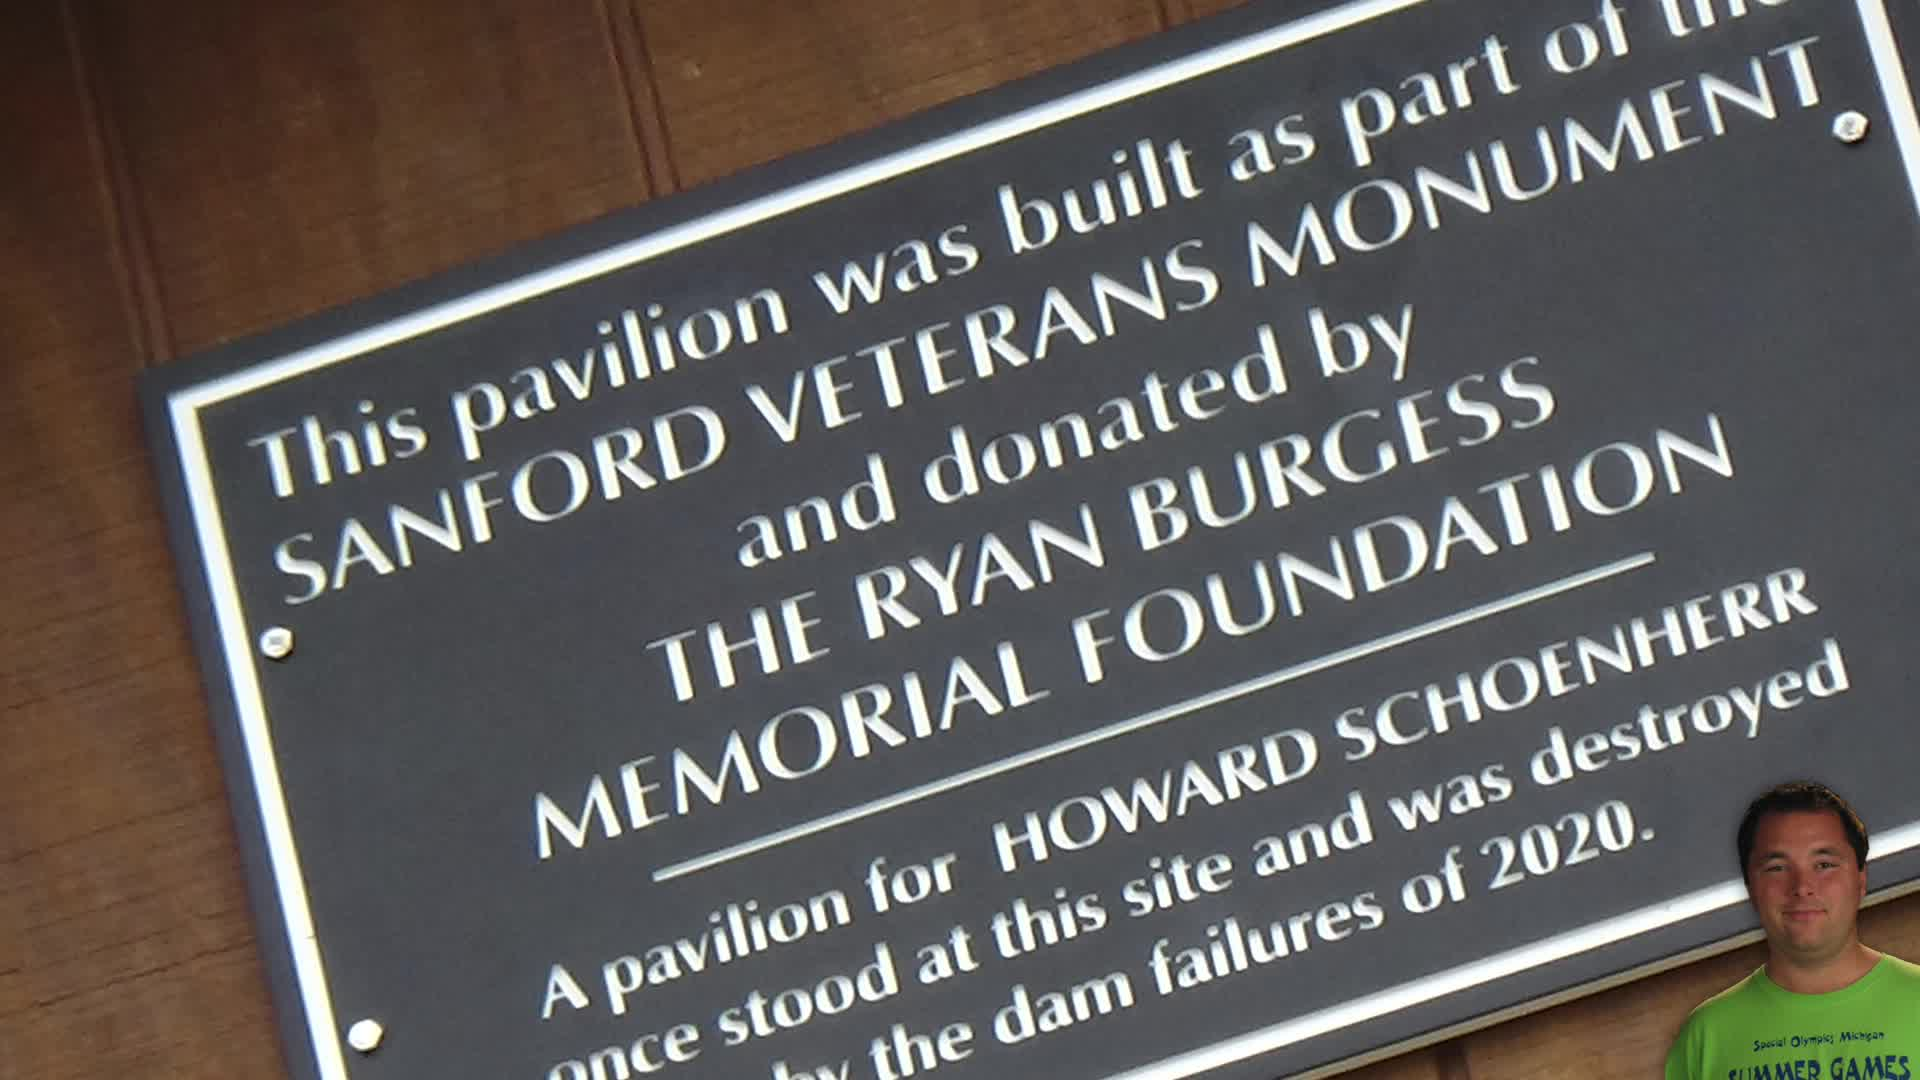 This pavilion was built as part of the
SANFORD VETERANS MONUMENT
and donated by
THE RYAN BURGESS
MEMORIAL FOUNDATION
A pavilion for HOWARD SCHOENHERR
once stood at this site and was destroyed
by the dam failures of 2020.
Special Olympics Michigan
SUMMER GAMES